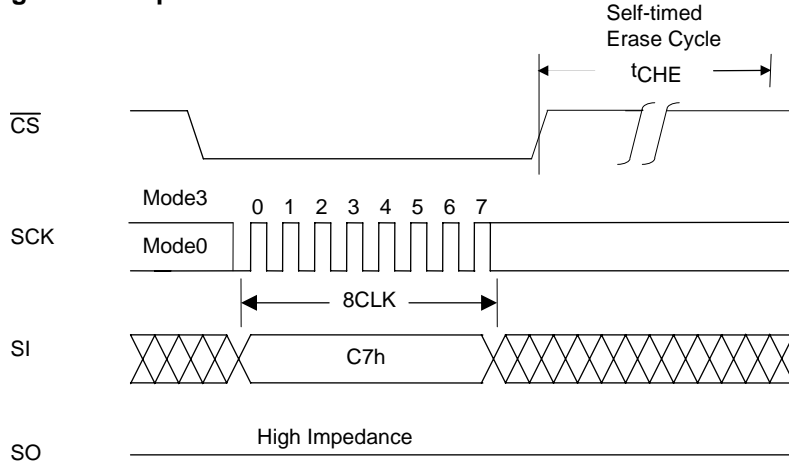 Self-timed
Erase Cycle
tCHE
CS
Mode3
0 1 2 3 4 5 6 7
SCK
Mode0
8CLK
SI
C7h
High Impedance
SO